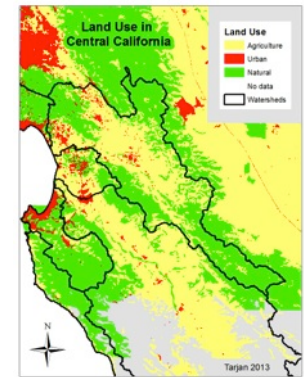 Land Use in
Central California
Land Use
Agriculture
Urban
Natural
No data
Watersheds
N
Tarjan 2013